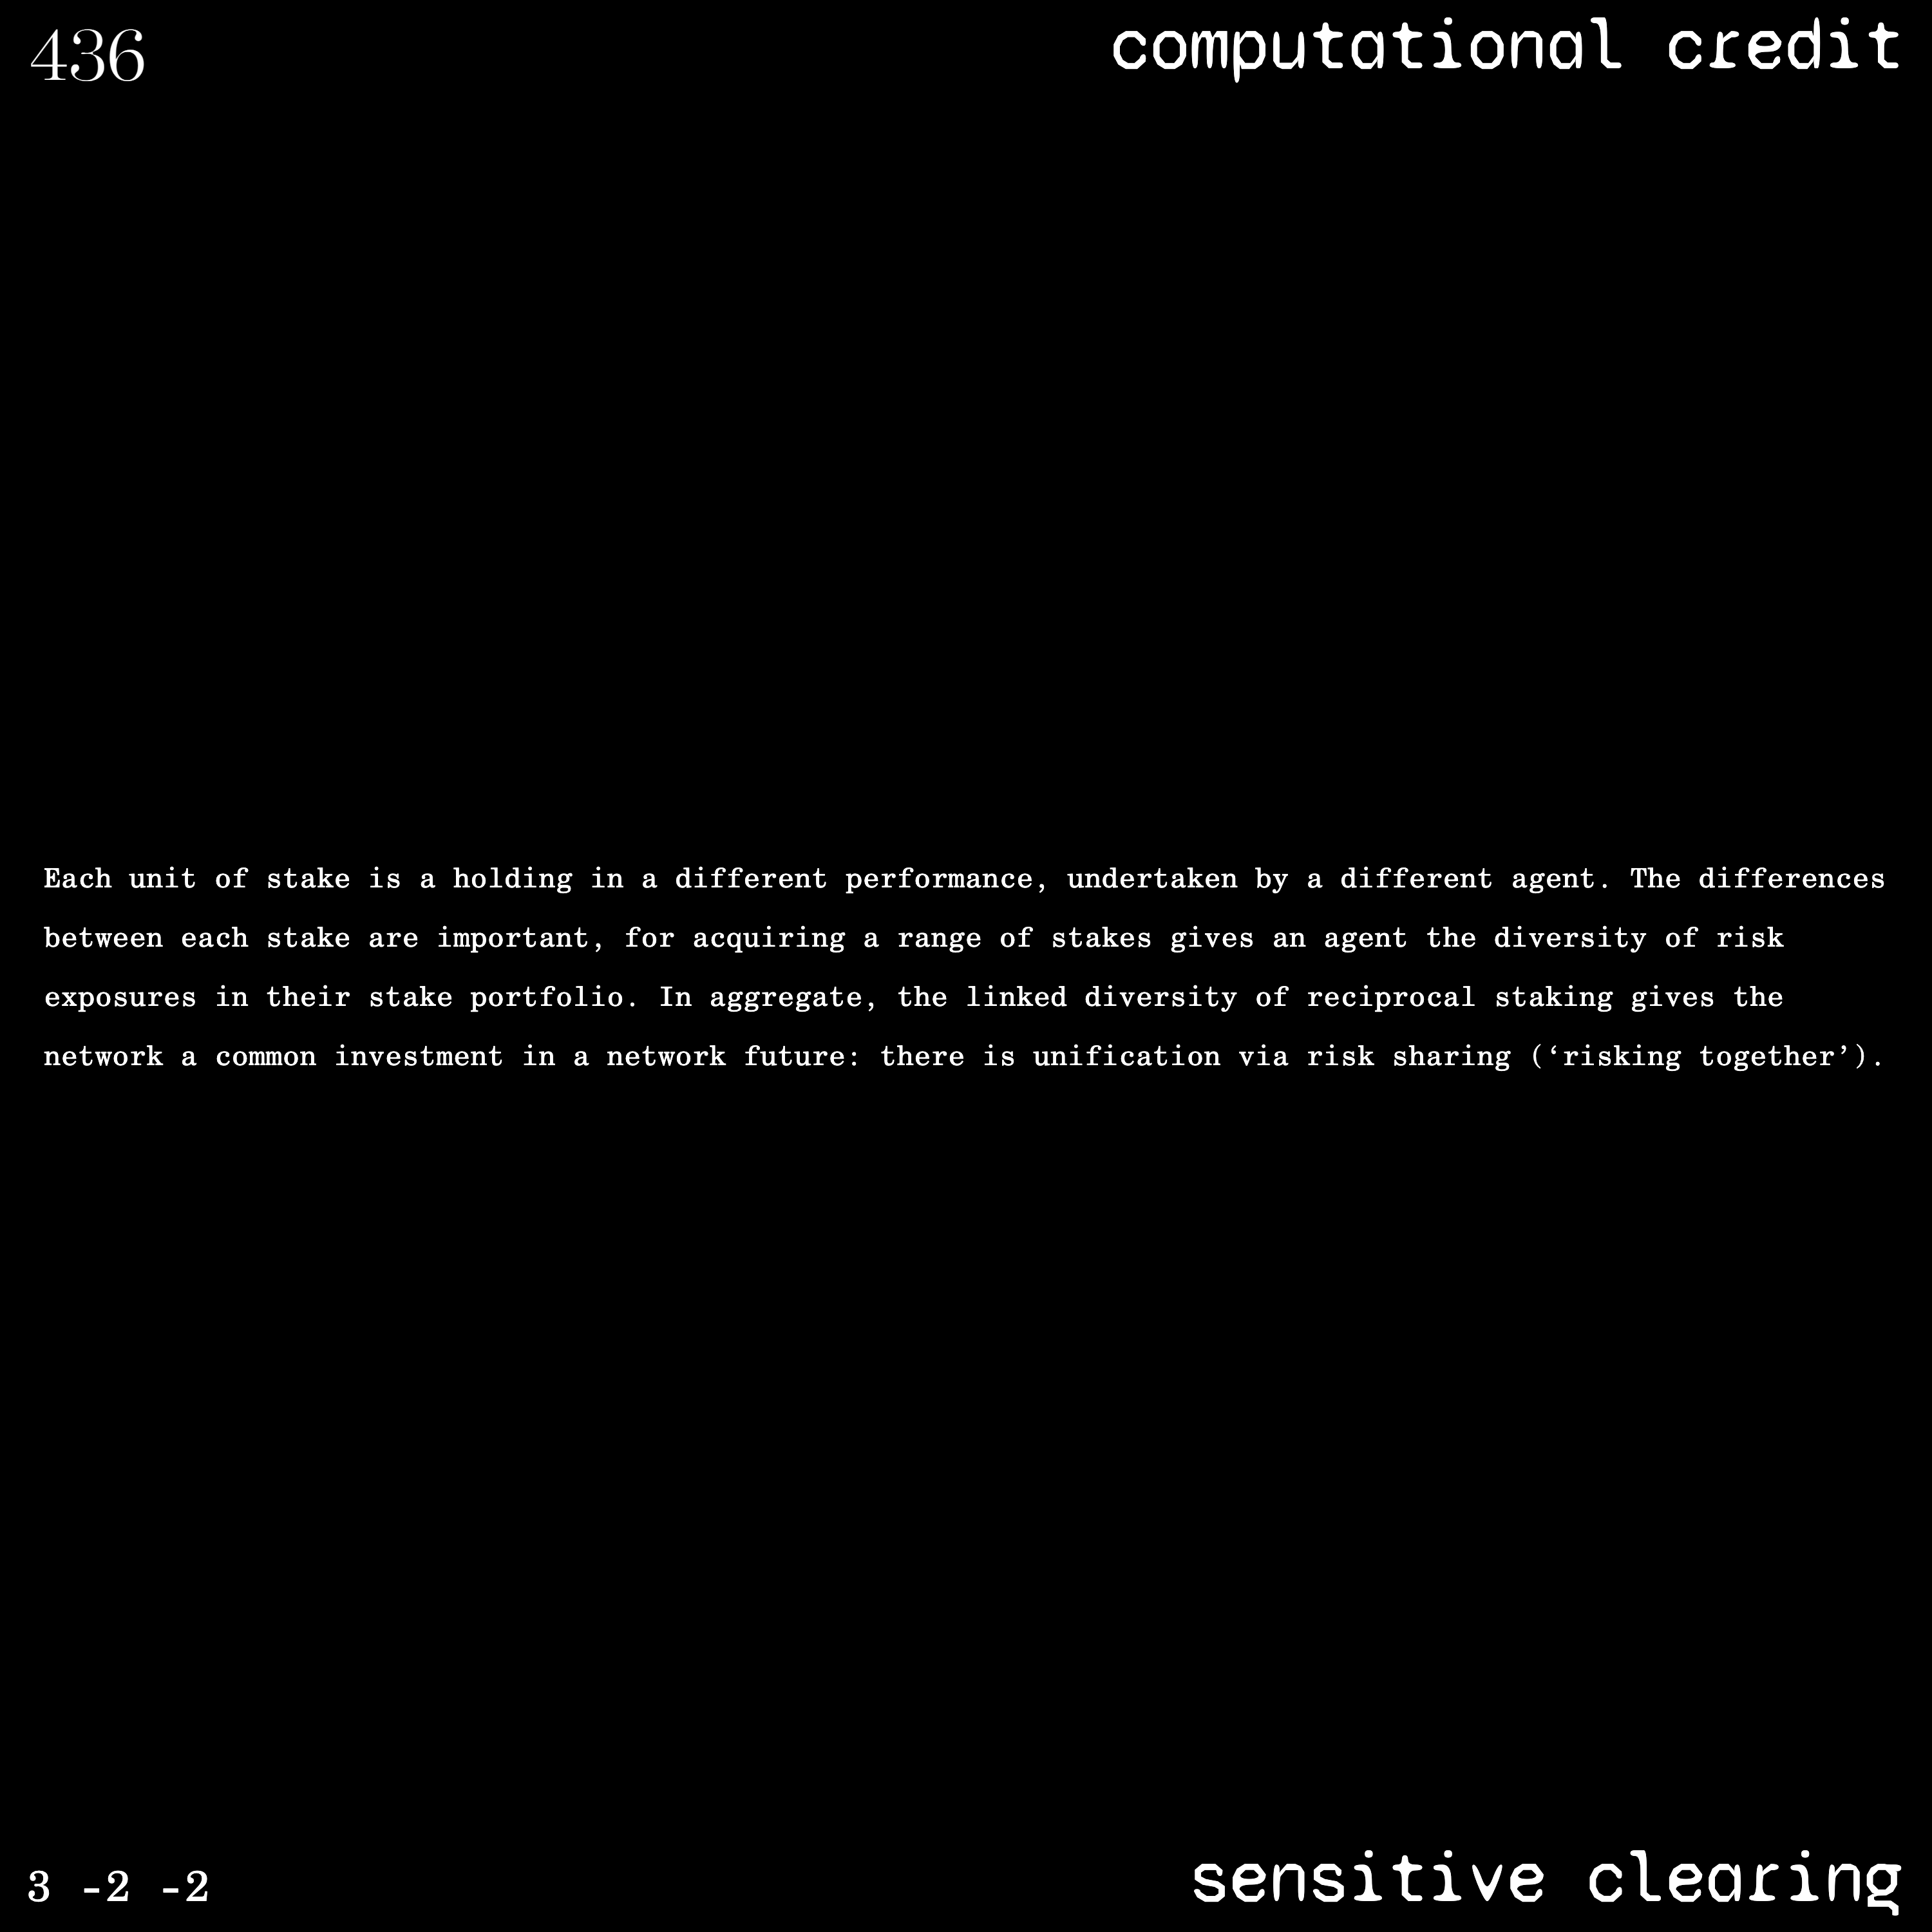 436
computational credit
Each unit of stake is a holding in a different performance, undertaken by a different agent. The differences
between each stake are important, for acquiring a range of stakes gives an agent the diversity of risk
exposures in their stake portfolio. In aggregate, the linked diversity of reciprocal staking gives the
network a common investment in a network future: there is unification via risk sharing (‘risking together’).
3 -2 -2
sensitive clearing